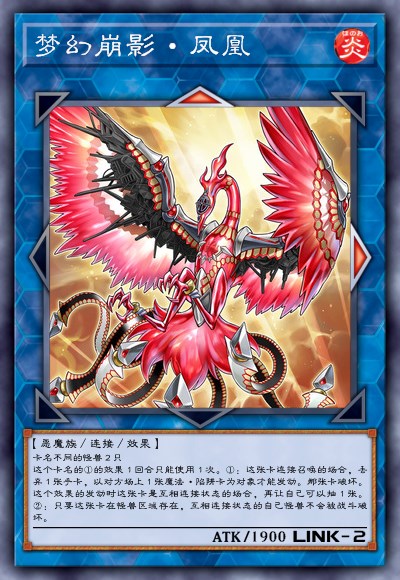 梦幻崩影·凤凰
ほのお
炎
【恶魔族／连接／效果】
卡名不同的怪兽2只
这个卡名的①的效果1回合只能使用1次。①：这张卡连接召唤的场合，丢
弃1张手卡，以对方场上1张魔法·陷阱卡为对象才能发动。那张卡破坏。
这个效果的发动时这张卡是互相连接状态的场合，再让自己可以抽1张。
②：只要这张卡在怪兽区域存在，互相连接状态的自己怪兽不会被战斗破
坏。
ATK/1900 LINK-2